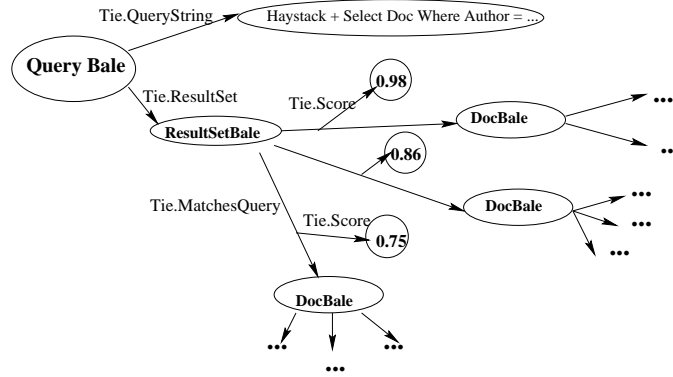 Tie.QueryString
Haystack + Select Doc Where Author = ...
Query Bale
Tie.ResultSet
Tie.Score
0.98
...
ResultSetBale
DocBale
..
0.86
Tie.MatchesQuery
Tie.Score
DocBale
...
...
0.75
...
DocBale
...
...
...